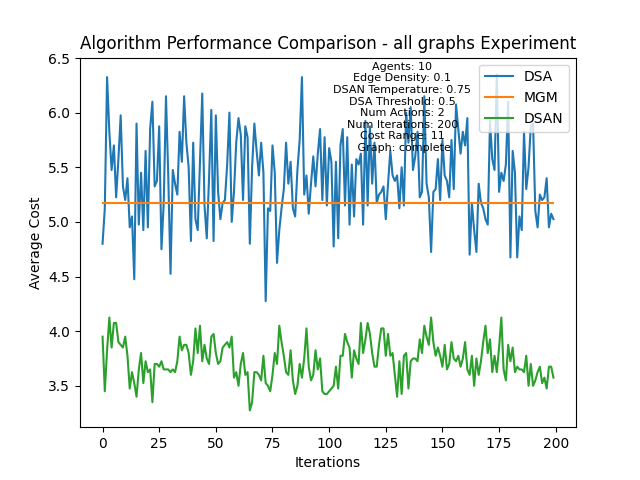 Algorithm Performance Comparison - all graphs Experiment
Agents: 10
Edge Density: 0.1
DSAN Temperature: 0.75
DSA Threshold: 0.5
Num Actions: 2
Num Iterations: 200
Cost Range: 11
Graph: complete
DSA
MGM
DSAN
Average Cost
6.5
6.0
5.5
5.0
4.5
4.0
3.5
0 25 50 75 100 125 150 175 200
Iterations